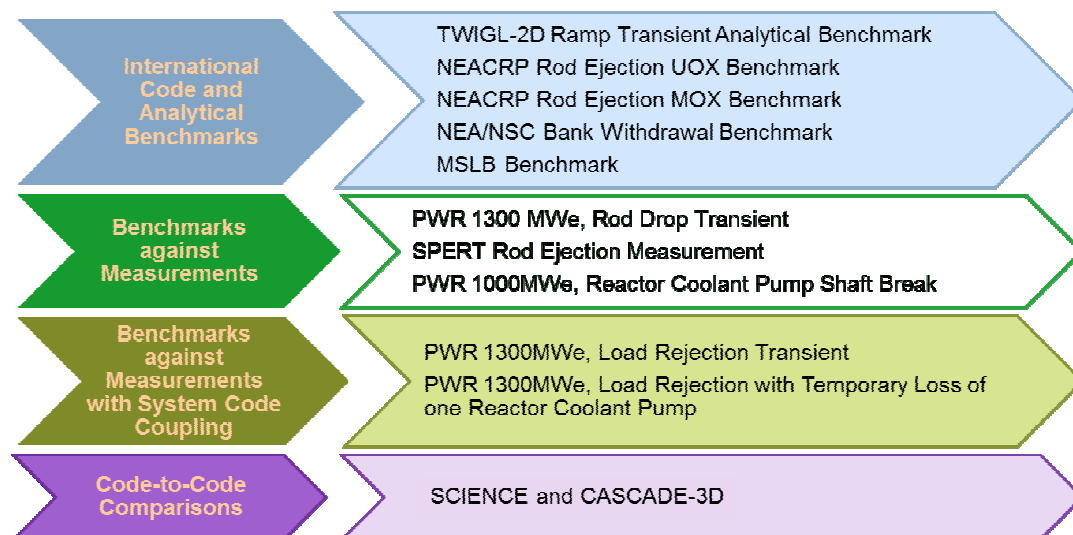 International
Code and
Analytical
Benchmarks
TWIGL-2D Ramp Transient Analytical Benchmark
NEACRP Rod Ejection UOX Benchmark
NEACRP Rod Ejection MOX Benchmark
NEA/NSC Bank Withdrawal Benchmark
MSLB Benchmark
Benchmarks
against
Measurements
PWR 1300 MWe, Rod Drop Transient
SPERT Rod Ejection Measurement
PWR 1000MWe, Reactor Coolant Pump Shaft Break
Benchmarks
against
Measurements
with System Code
Coupling
PWR 1300MWe, Load Rejection Transient
PWR 1300MWe, Load Rejection with Temporary Loss of
one Reactor Coolant Pump
Code-to-Code
Comparisons
SCIENCE and CASCADE-3D